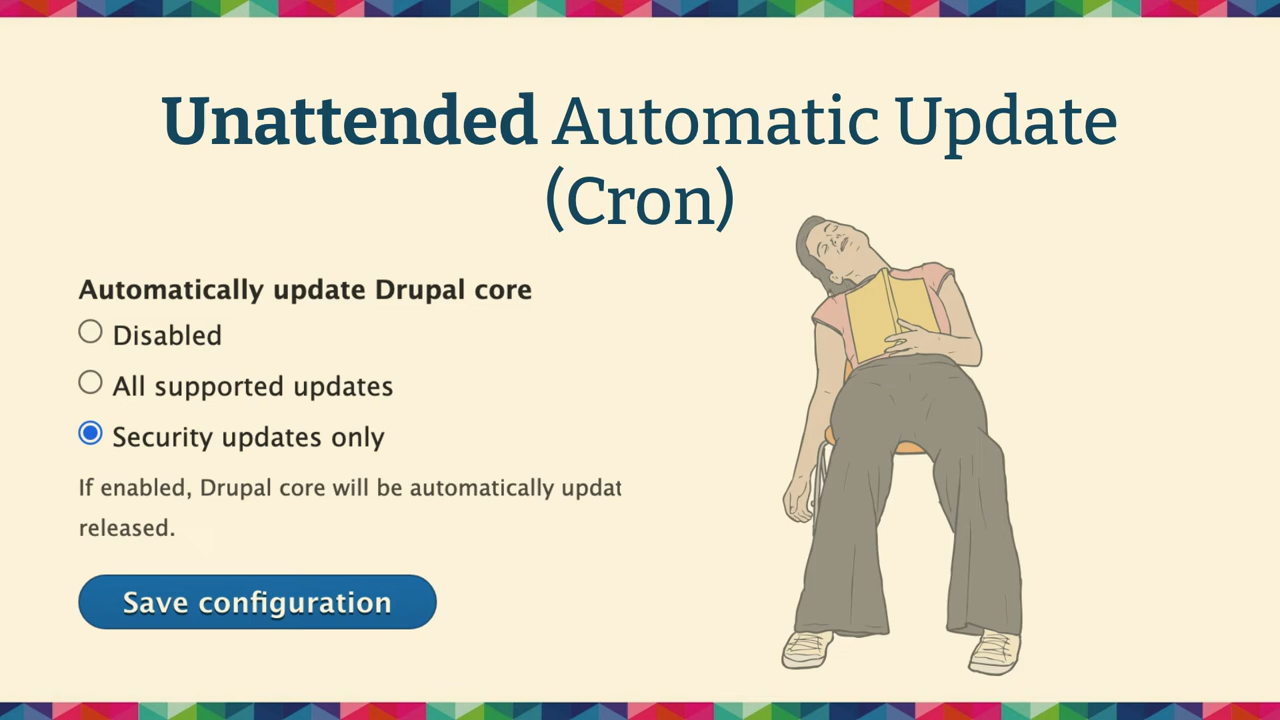 Unattended Automatic Update
(Cron)
Automatically update Drupal core
Disabled
All supported updates
Security updates only
If enabled, Drupal core will be automatically updat
released.
Save configuration